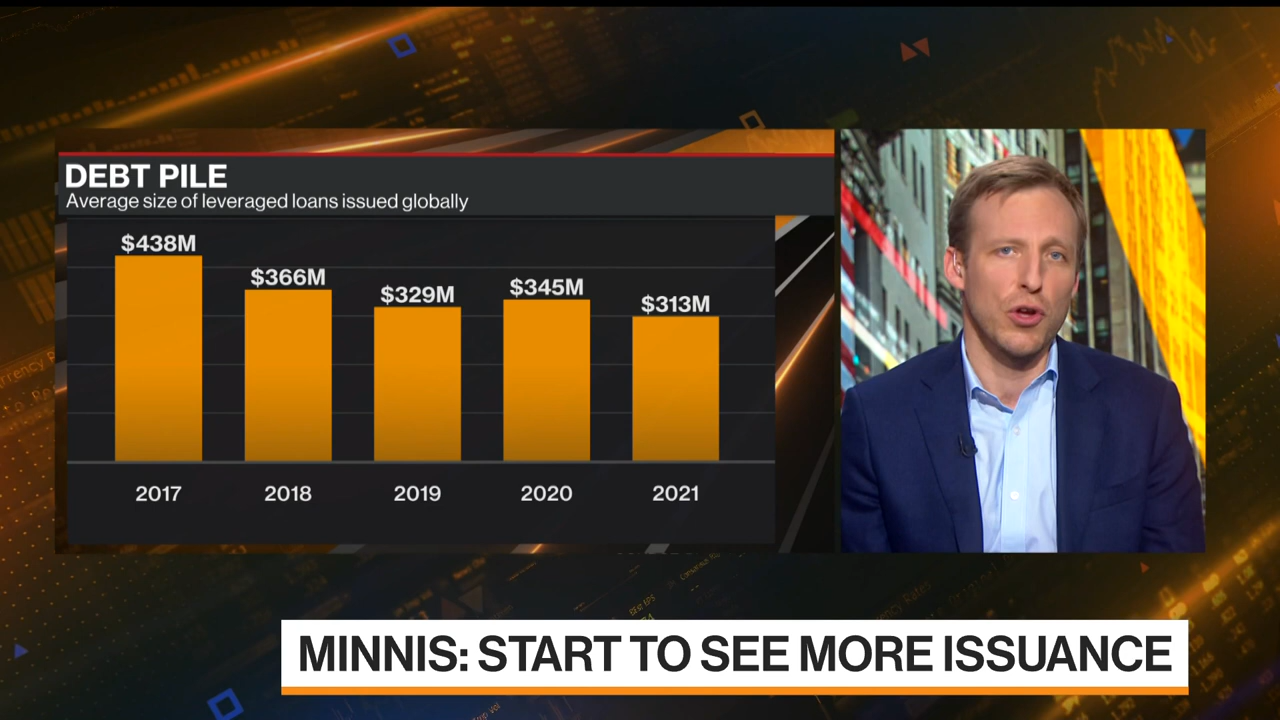 DEBT PILE
Average size of leveraged loans issued globally
$438M
$366M
$329M
$345M
$313M
2017
2018
2019
2020
2021
MINNIS: START TO SEE MORE ISSUANCE